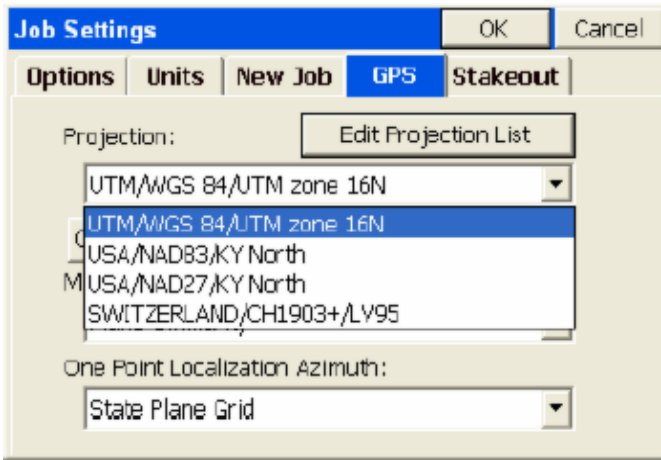 Job Settings OK Cancel
Options Units New Job GPS Stakeout
Projection: Edit Projection List
UTM/WGS 84/UTM zone 16N
UTM/WGS 84/UTM zone 16N
USA/NAD83/KY North
USA/NAD27/KY North
SWITZERLAND/CH1903+/LV95
One Point Localization Azimuth:
State Plane Grid